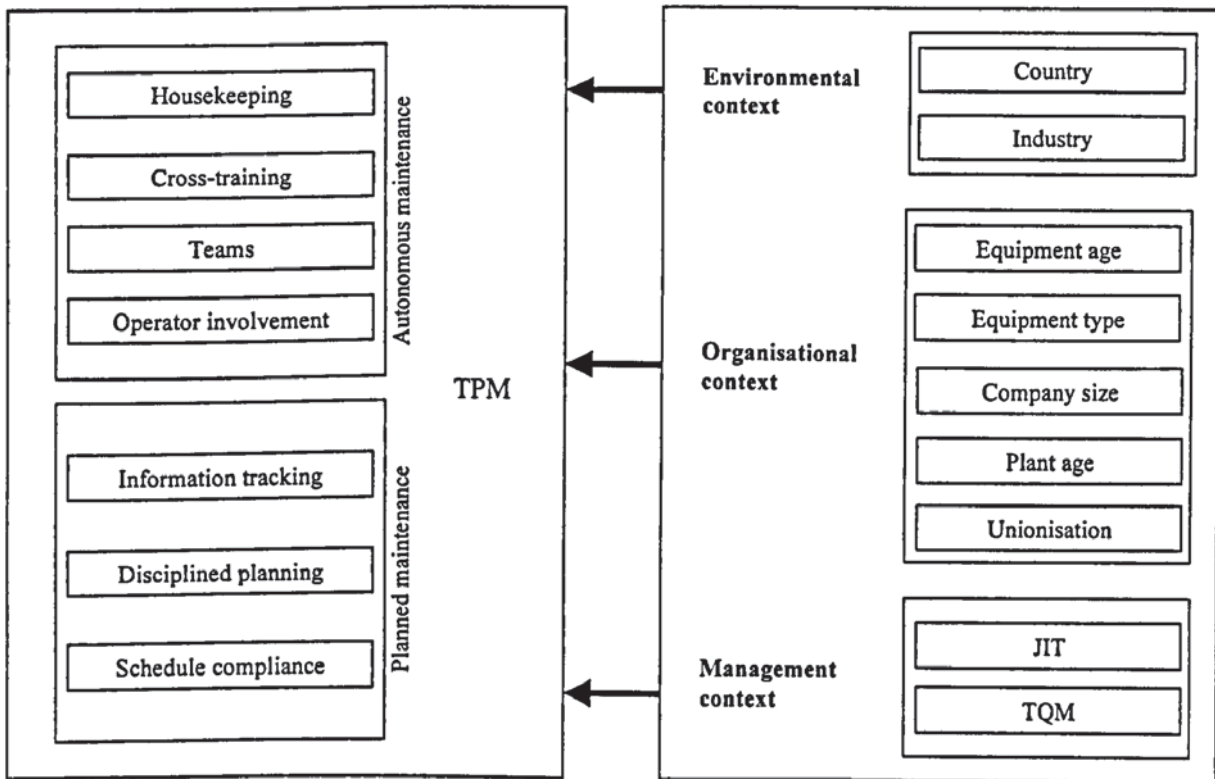 Housekeeping
Cross-training
Teams
Operator involvement
Autonomous maintenance
Information tracking
Disciplined planning
Schedule compliance
Planned maintenance
TPM
Environmental
context
Country
Industry
Organisational
context
Equipment age
Equipment type
Company size
Plant age
Unionisation
Management
context
JIT
TQM